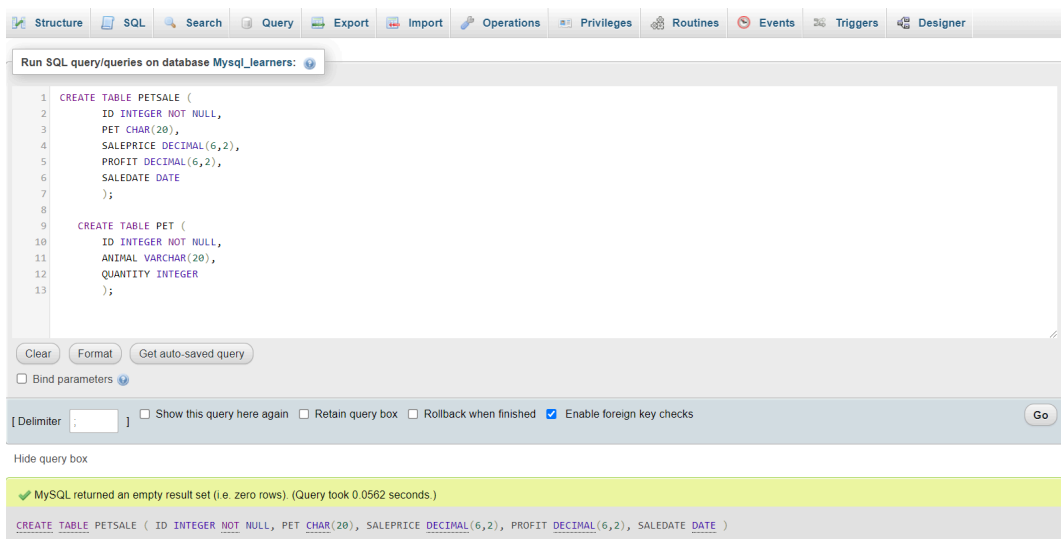 Structure SQL Search Query Export Import Operations Privileges Routines Events Triggers Designer
Run SQL query/queries on database Mysql_learners:
1 CREATE TABLE PETSALE (
2 ID INTEGER NOT NULL,
3 PET CHAR(20),
4 SALEPRICE DECIMAL(6,2),
5 PROFIT DECIMAL(6,2),
6 SALEDATE DATE
7 );
8
9 CREATE TABLE PET (
10 ID INTEGER NOT NULL,
11 ANIMAL VARCHAR(20),
12 QUANTITY INTEGER
13 );
Clear Format Get auto-saved query
Bind parameters
[ Delimiter ; ] Show this query here again Retain query box Rollback when finished Enable foreign key checks Go
Hide query box
MySQL returned an empty result set (i.e. zero rows). (Query took 0.0562 seconds.)
CREATE TABLE PETSALE ( ID INTEGER NOT NULL, PET CHAR(20), SALEPRICE DECIMAL(6,2), PROFIT DECIMAL(6,2), SALEDATE DATE )